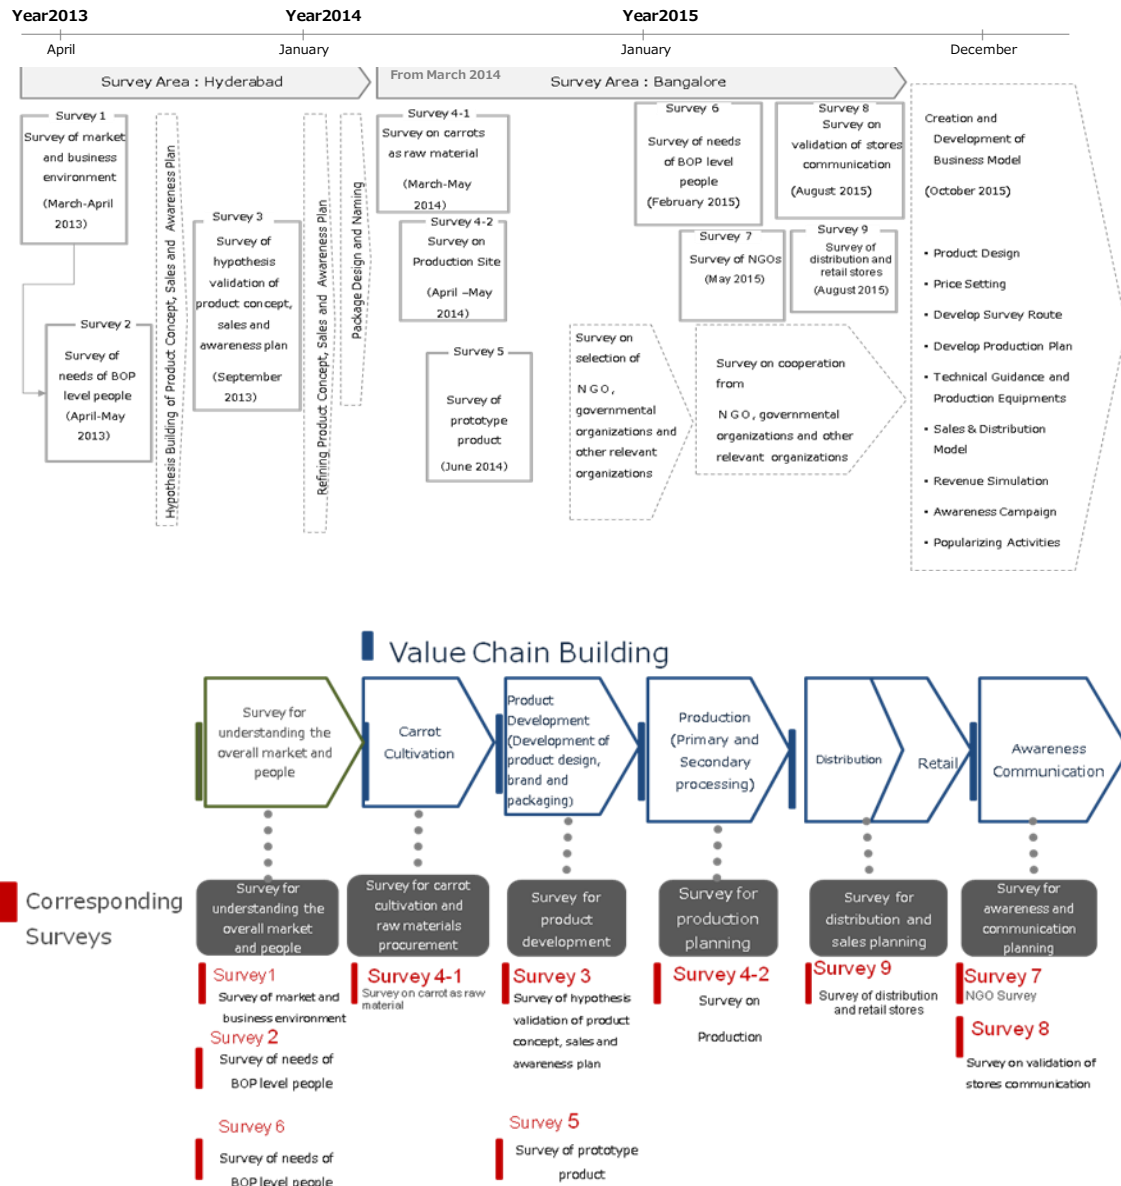 Year2013
Year2014
Year2015
April
January
January
December
Survey Area : Hyderabad
From March 2014
Survey Area : Bangalore
Survey 1
Survey of market
and business
environment
(March-April
2013)
Survey 2
Survey of
needs of BOP
level people
(April-May
2013)
Hypothesis Building of Product Concept, Sales and Awareness Plan
Survey 3
Survey of
hypothesis
validation of
product concept,
sales and
awareness plan
(September
2013)
Refining Product Concept, Sales and Awareness Plan
Package Design and Naming
Survey 4-1
Survey on carrots
as raw material
(March-May
2014)
Survey 4-2
Survey on
Production Site
(April –May
2014)
Survey 5
Survey of
prototype
product
(June 2014)
Survey 6
Survey of needs
of BOP level
people
(February 2015)
Survey 7
Survey of NGOs
(May 2015)
Survey 8
Survey on
validation of stores
communication
(August 2015)
Survey 9
Survey of
distribution and
retail stores
(August 2015)
Survey on
selection of
NGO,
governmental
organizations and
other relevant
organizations
Survey on cooperation
from
NGO, governmental
organizations and other
relevant organizations
Creation and
Development of
Business Model
(October 2015)
• Product Design
• Price Setting
• Develop Survey Route
• Develop Production Plan
• Technical Guidance and
Production Equipments
• Sales & Distribution
Model
• Revenue Simulation
• Awareness Campaign
• Popularizing Activities
Value Chain Building
Survey for
understanding the
overall market and
people
Carrot
Cultivation
Product
Development
(Development of
product design,
brand and
packaging)
Production
(Primary and
Secondary
processing)
Distribution
Retail
Awareness
Communication
Corresponding
Surveys
Survey for
understanding the
overall market
and people
Survey for carrot
cultivation and
raw materials
procurement
Survey for
product
development
Survey for
production
planning
Survey for
distribution and
sales planning
Survey for
awareness and
communication
planning
Survey1
Survey of market and
business environment
Survey 2
Survey of needs of
BOP level people
Survey 6
Survey of needs of
BOP level people
Survey 4-1
Survey on carrot as raw
material
Survey 3
Survey of hypothesis
validation of product
concept, sales and
awareness plan
Survey 5
Survey of prototype
product
Survey 4-2
Survey on
Production
Survey 9
Survey of distribution
and retail stores
Survey 7
NGO Survey
Survey 8
Survey on validation of
stores communication